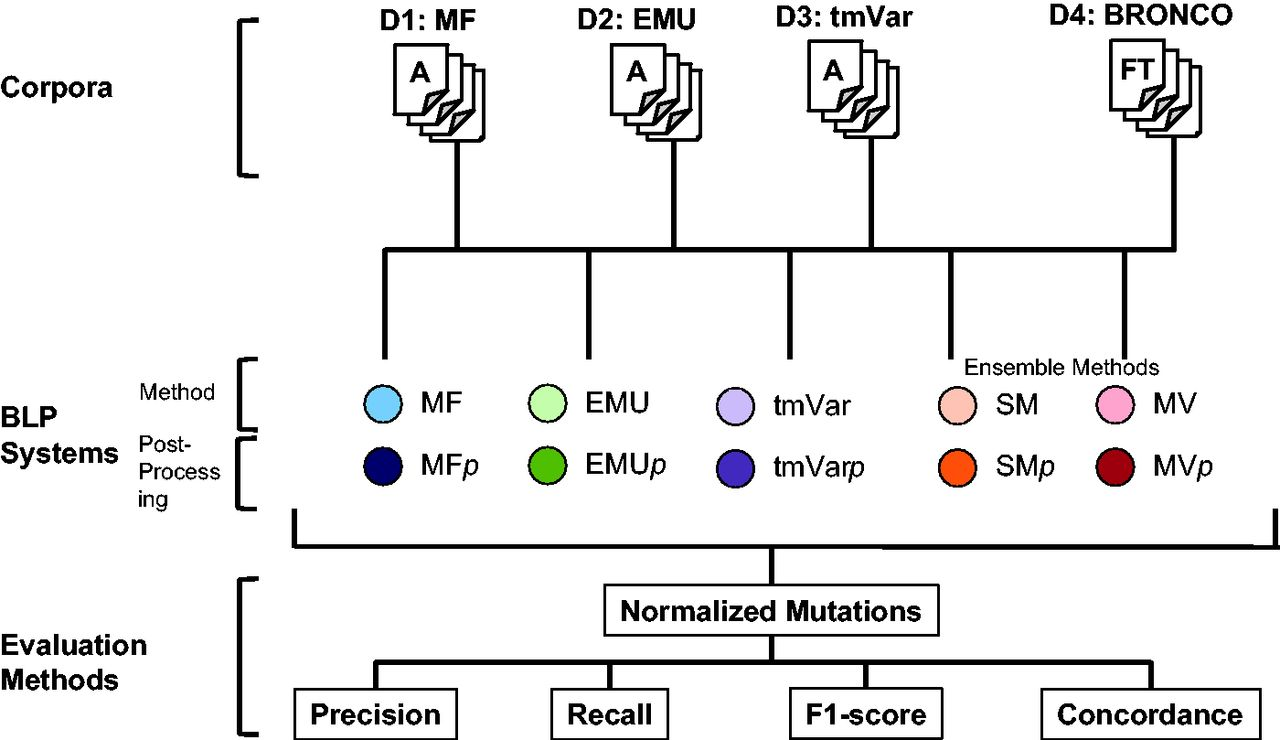 D1: MF
D2: EMU
D3: tmVar
D4: BRONCO
Corpora
A
A
A
FT
Ensemble Methods
BLP
Systems
Method
MF
EMU
tmVar
SM
MV
Post-
Process
ing
MFp
EMUp
tmVarp
SMp
MVp
Evaluation
Methods
Normalized Mutations
Precision
Recall
F1-score
Concordance